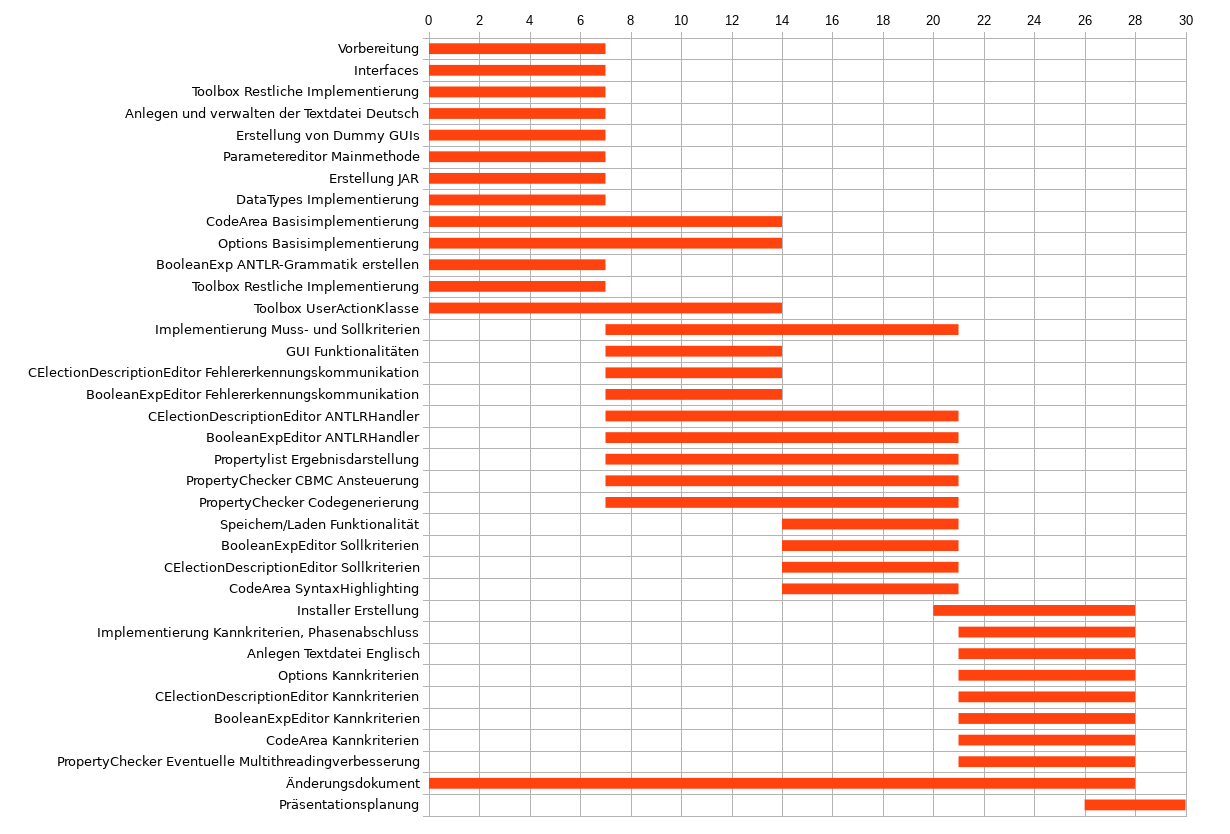 0 2 4 6 8 10 12 14 16 18 20 22 24 26 28 30
Vorbereitung
Interfaces
Toolbox Restliche Implementierung
Anlegen und verwalten der Textdatei Deutsch
Erstellung von Dummy GUIs
Parametereditor Mainmethode
Erstellung JAR
DataTypes Implementierung
CodeArea Basisimplementierung
Options Basisimplementierung
BooleanExp ANTLR-Grammatik erstellen
Toolbox Restliche Implementierung
Toolbox UserActionKlasse
Implementierung Muss- und Sollkriterien
GUI Funktionalitäten
CElectionDescriptionEditor Fehlererkennungskommunikation
BooleanExpEditor Fehlererkennungskommunikation
CElectionDescriptionEditor ANTLRHandler
BooleanExpEditor ANTLRHandler
Propertylist Ergebnisdarstellung
PropertyChecker CBMC Ansteuerung
PropertyChecker Codegenerierung
Speichern/Laden Funktionalität
BooleanExpEditor Sollkriterien
CElectionDescriptionEditor Sollkriterien
CodeArea SyntaxHighlighting
Installer Erstellung
Implementierung Kannkriterien, Phasenabschluss
Anlegen Textdatei Englisch
Options Kannkriterien
CElectionDescriptionEditor Kannkriterien
BooleanExpEditor Kannkriterien
CodeArea Kannkriterien
PropertyChecker Eventuelle Multithreadingverbesserung
Änderungsdokument
Präsentationsplanung